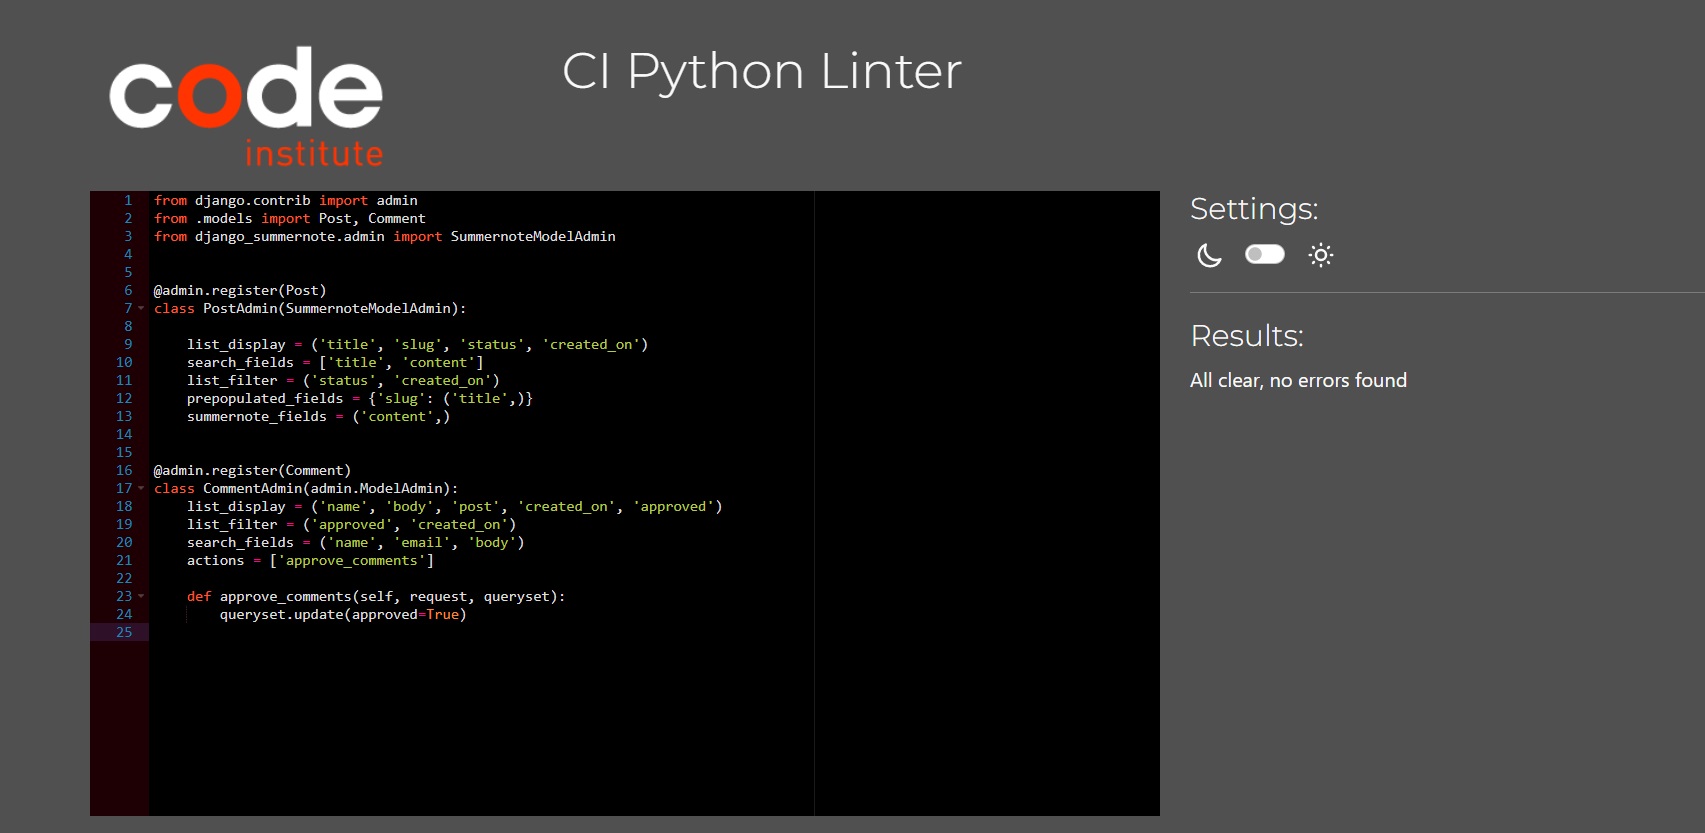 code
institute
CI Python Linter
1 from django.contrib import admin
2 from .models import Post, Comment
3 from django_summernote.admin import SummernoteModelAdmin
4
5
6 @admin.register(Post)
7 class PostAdmin(SummernoteModelAdmin):
8
9     list_display = ('title', 'slug', 'status', 'created_on')
10     search_fields = ['title', 'content']
11     list_filter = ('status', 'created_on')
12     prepopulated_fields = {'slug': ('title',)}
13     summernote_fields = ('content',)
14
15
16 @admin.register(Comment)
17 class CommentAdmin(admin.ModelAdmin):
18     list_display = ('name', 'body', 'post', 'created_on', 'approved')
19     list_filter = ('approved', 'created_on')
20     search_fields = ('name', 'email', 'body')
21     actions = ['approve_comments']
22
23     def approve_comments(self, request, queryset):
24         queryset.update(approved=True)
25
Settings:
Results:
All clear, no errors found